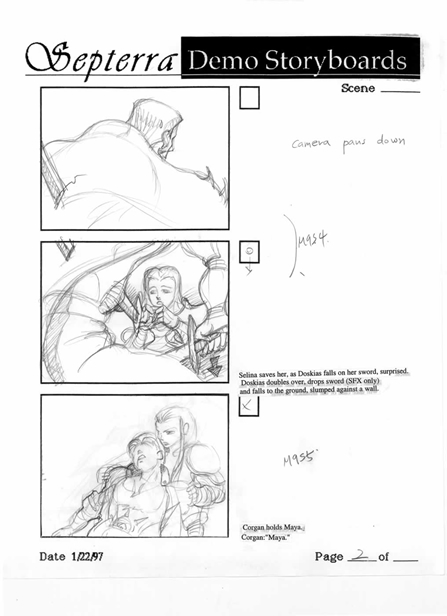 Septerra Demo Storyboards
Scene
Camera pans down
M954
Selina saves her, as Doskias falls on her sword, surprised.
Doskias doubles over, drops sword (SFX only)
and falls to the ground, slumped against a wall.
M955
Corgan holds Maya.
Corgan:"Maya."
Date 1/22/97
Page 2 of